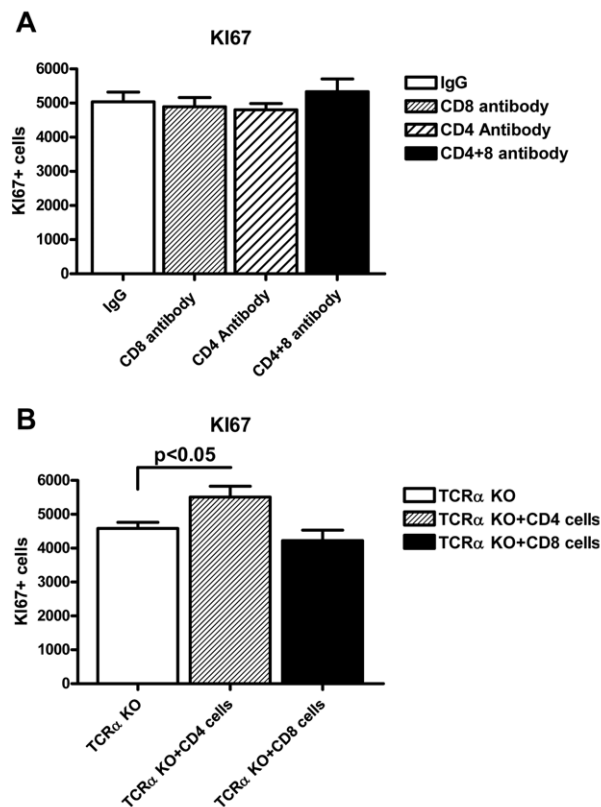 A
KI67
KI67+ cells
6000
5000
4000
3000
2000
1000
0
IgG
CD8 antibody
CD4 Antibody
CD4+8 antibody
IgG
CD8 antibody
CD4 Antibody
CD4+8 antibody
B
KI67
p<0.05
KI67+ cells
6000
5000
4000
3000
2000
1000
0
TCRα KO
TCRα KO+CD4 cells
TCRα KO+CD8 cells
TCRα KO
TCRα KO+CD4 cells
TCRα KO+CD8 cells